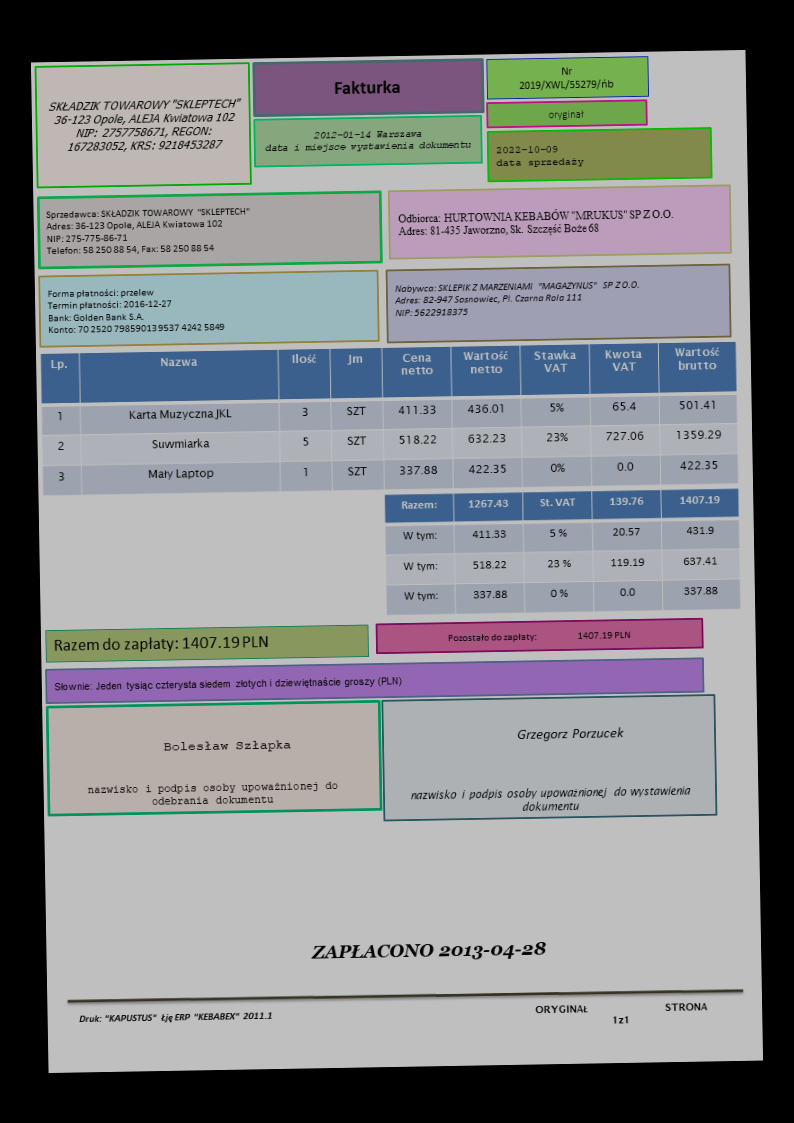 SKŁADZIK TOWAROWY "SKLEPTECH"
36-123 Opole, ALEJA Kwiatowa 102
NIP: 2757758671, REGON:
167283052, KRS: 9218453287
Fakturka
2012-01-14 Warszawa
data i miejsce wystawienia dokumentu
Nr
2019/XWL/55279/ńb
oryginał
2022-10-09
data sprzedaży
Sprzedawca: SKŁADZIK TOWAROWY "SKLEPTECH"
Adres: 36-123 Opole, ALEJA Kwiatowa 102
NIP: 275-775-86-71
Telefon: 58 250 88 54, Fax: 58 250 88 54
Odbiorca: HURTOWNIA KEBABÓW "MRUKUS" SP Z O.O.
Adres: 81-435 Jaworzno, Sk. Szczęść Boże 68
Forma płatności: przelew
Termin płatności: 2016-12-27
Bank: Golden Bank S.A.
Konto: 70 2520 7985 9013 9537 4242 5849
Nabywca: SKLEPIK Z MARZENIAMI "MAGAZYNUS" SP Z O.O.
Adres: 82-947 Sosnowiec, Pl. Czarna Rola 111
NIP: 5622918375
Lp. Nazwa Ilość Jm Cena netto Wartość netto Stawka VAT Kwota VAT Wartość brutto
1 Karta Muzyczna JKL 3 SZT 411.33 436.01 5% 65.4 501.41
2 Suwmiarka 5 SZT 518.22 632.23 23% 727.06 1359.29
3 Mały Laptop 1 SZT 337.88 422.35 0% 0.0 422.35
Razem: 1267.43 St. VAT 139.76 1407.19
W tym: 411.33 5 % 20.57 431.9
W tym: 518.22 23 % 119.19 637.41
W tym: 337.88 0 % 0.0 337.88
Razem do zapłaty: 1407.19 PLN
Pozostało do zapłaty: 1407.19 PLN
Słownie: Jeden tysiąc czterysta siedem złotych i dziewiętnaście groszy (PLN)
Bolesław Szłapka
nazwisko i podpis osoby upoważnionej do
odebrania dokumentu
Grzegorz Porzucek
nazwisko i podpis osoby upoważnionej do wystawienia
dokumentu
ZAPŁACONO 2013-04-28
Druk: "KAPUSTUS" Łję ERP "KEBABEX" 2011.1
ORYGINAŁ STRONA
1 z 1